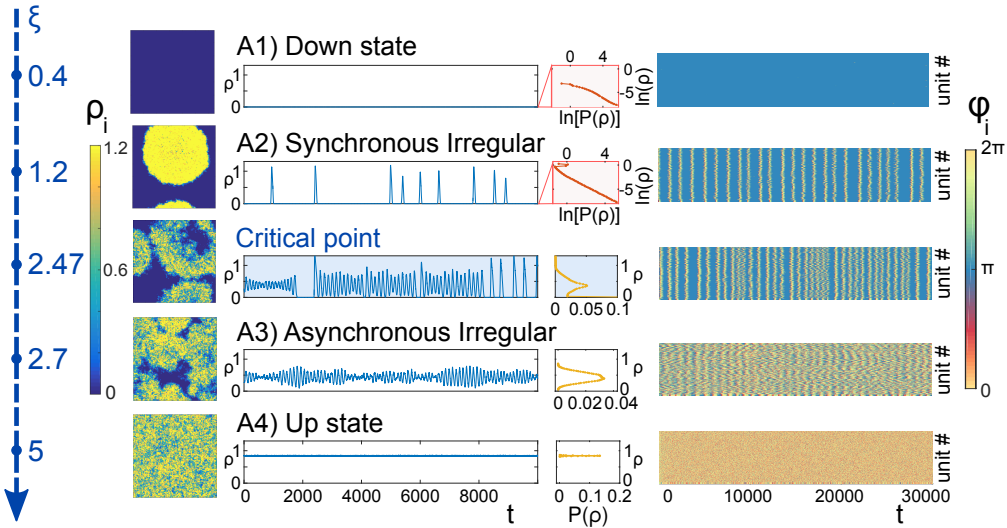 ξ
0.4
1.2
2.47
2.7
5
ρi
1.2
0.6
0
A1) Down state
ρ
1
0
0 4
0
-5
ln(ρ)
ln[P(ρ)]
unit #
A2) Synchronous Irregular
ρ
1
0
0 4
0
-5
ln(ρ)
ln[P(ρ)]
unit #
Critical point
ρ
1
0
1
0
ρ
0 0.05 0.1
unit #
A3) Asynchronous Irregular
ρ
1
0
1
0
ρ
0 0.02 0.04
unit #
A4) Up state
ρ
1
0
1
0
ρ
0 2000 4000 6000 8000
t
0 0.1 0.2
P(ρ)
unit #
0 10000 20000 30000
t
φi
2π
π
0